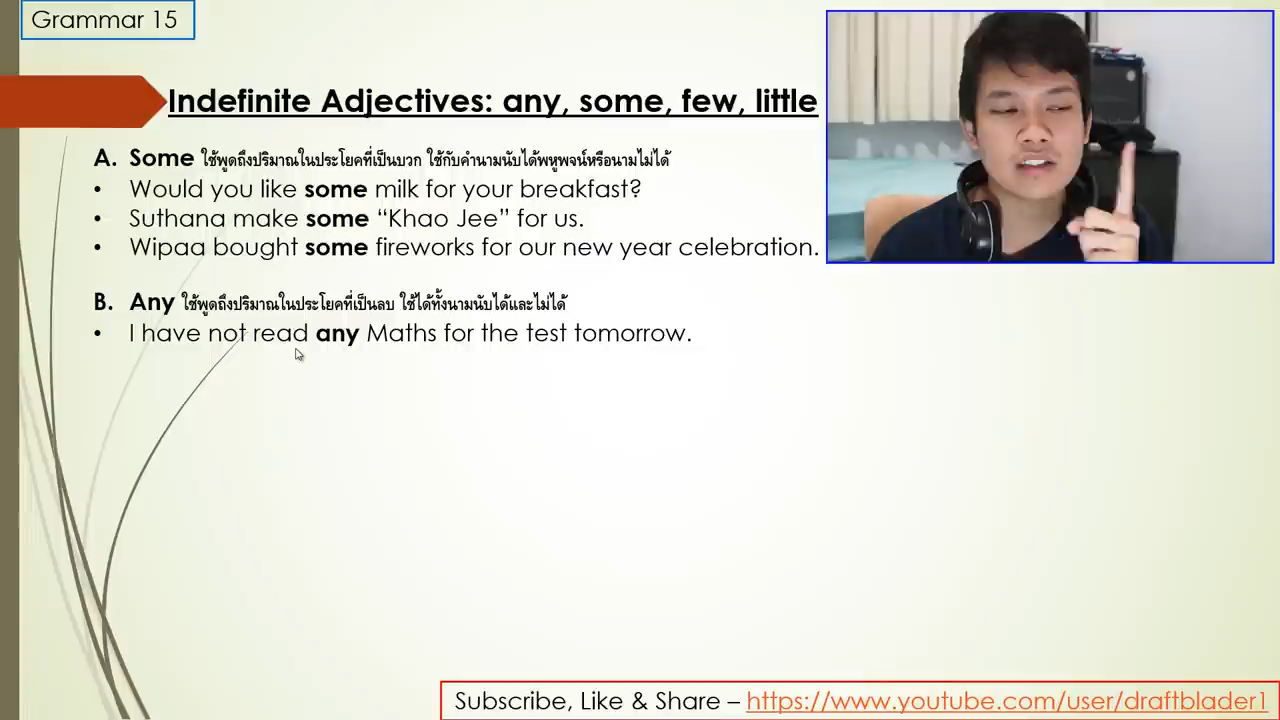 Grammar 15
Indefinite Adjectives: any, some, few, little
A. Some ใช้พูดถึงปริมาณในประโยคที่เป็นบวก ใช้กับคำนามนับได้พหูพจน์หรือนามไม่ได้
• Would you like some milk for your breakfast?
• Suthana make some “Khao Jee” for us.
• Wipaa bought some fireworks for our new year celebration.
B. Any ใช้พูดถึงปริมาณในประโยคที่เป็นลบ ใช้ได้ทั้งนามนับได้และไม่ได้
• I have not read any Maths for the test tomorrow.
Subscribe, Like & Share – https://www.youtube.com/user/draftblader1